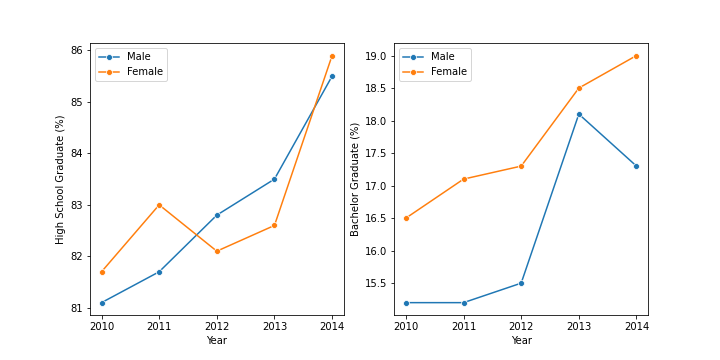 Male
Female
86
85
84
83
82
81
High School Graduate (%)
2010 2011 2012 2013 2014
Year
Male
Female
19.0
18.5
18.0
17.5
17.0
16.5
16.0
15.5
Bachelor Graduate (%)
2010 2011 2012 2013 2014
Year